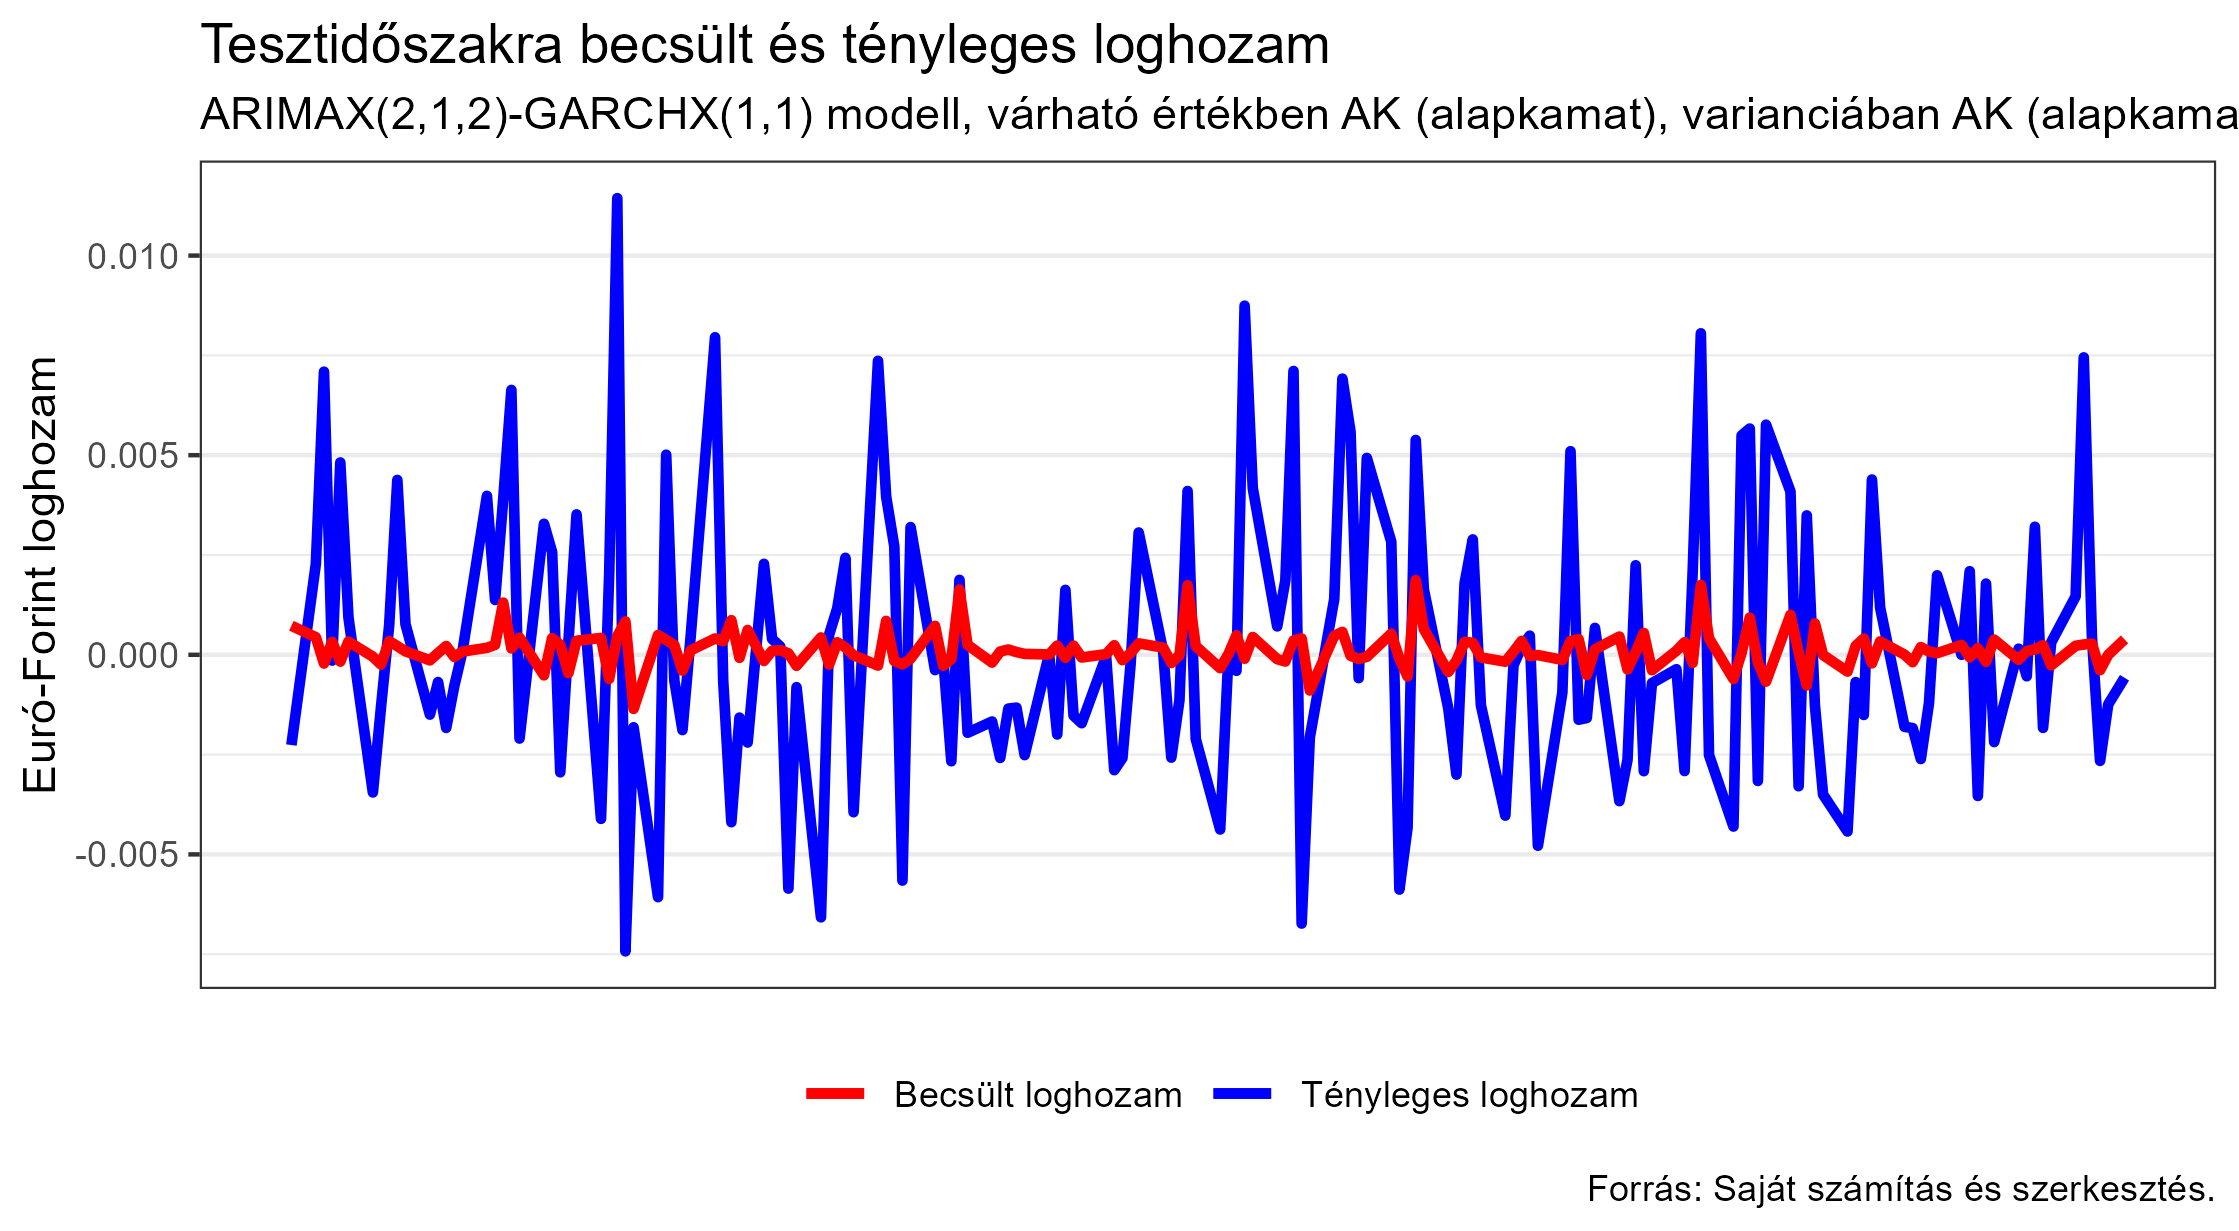 Tesztidőszakra becsült és tényleges loghozam
ARIMAX(2,1,2)-GARCHX(1,1) modell, várható értékben AK (alapkamat), varianciában AK (alapkama
Euró-Forint loghozam
0.010
0.005
0.000
-0.005
Becsült loghozam
Tényleges loghozam
Forrás: Saját számítás és szerkesztés.